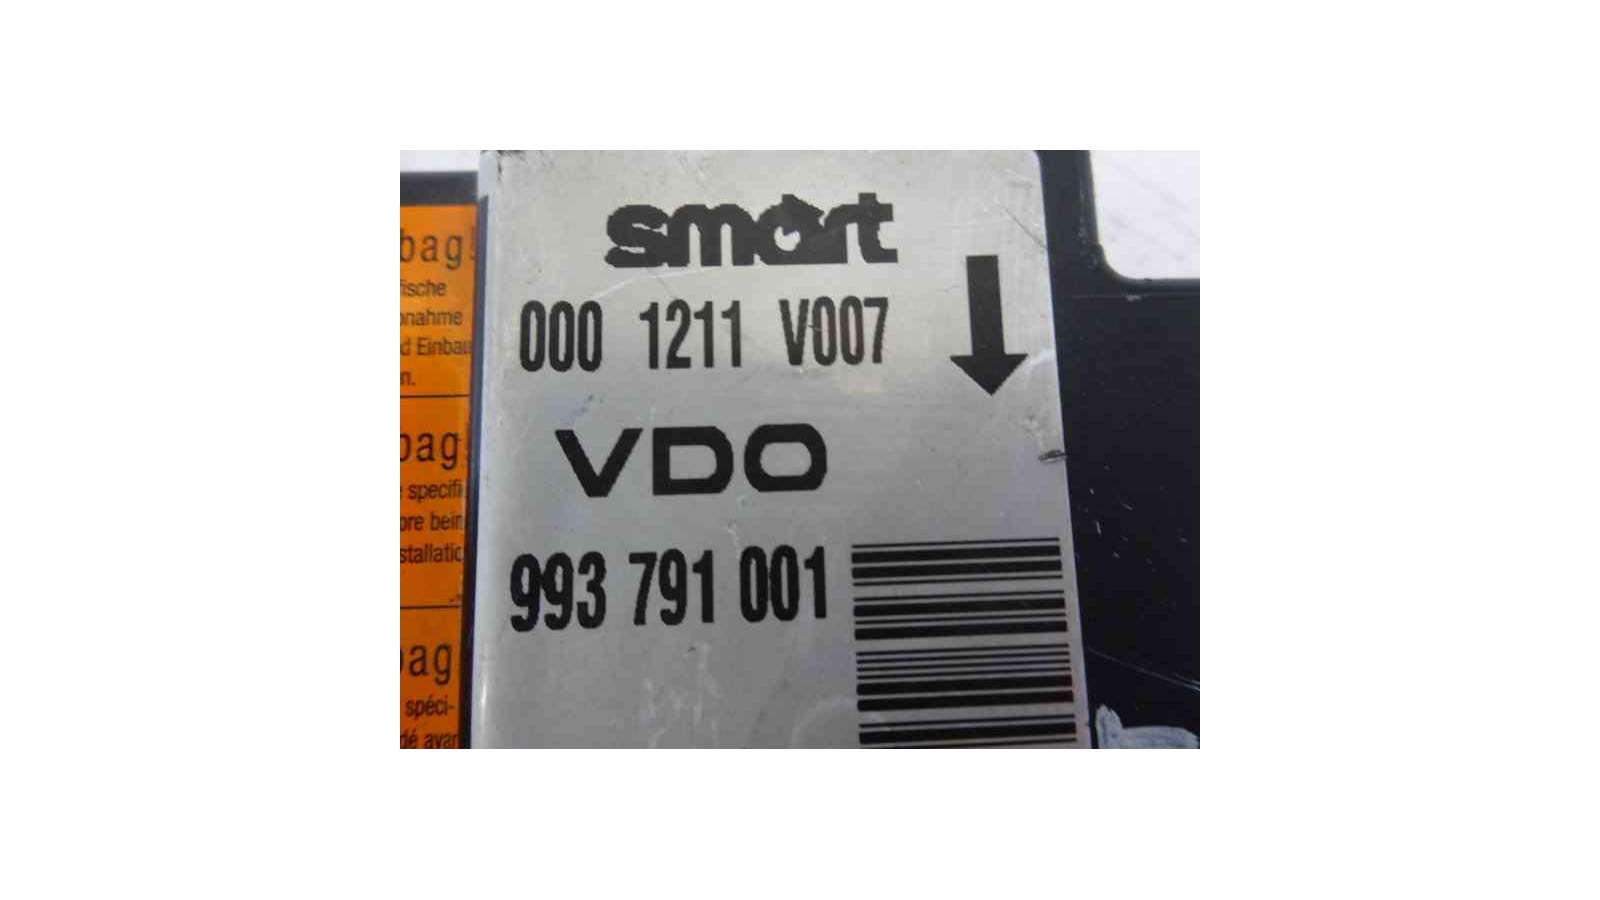 smart
000 1211 V007
VDO
993 791 001
bag
fische
nahme
d Einbau
n.
bag
specifi
ore bein
stallatio
bag
spéci-
dé avan